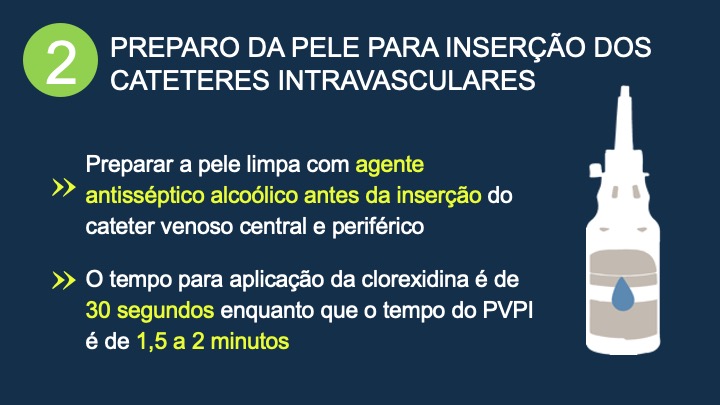 2
PREPARO DA PELE PARA INSERÇÃO DOS
CATETERES INTRAVASCULARES
Preparar a pele limpa com agente
antisséptico alcoólico antes da inserção do
cateter venoso central e periférico
O tempo para aplicação da clorexidina é de
30 segundos enquanto que o tempo do PVPI
é de 1,5 a 2 minutos